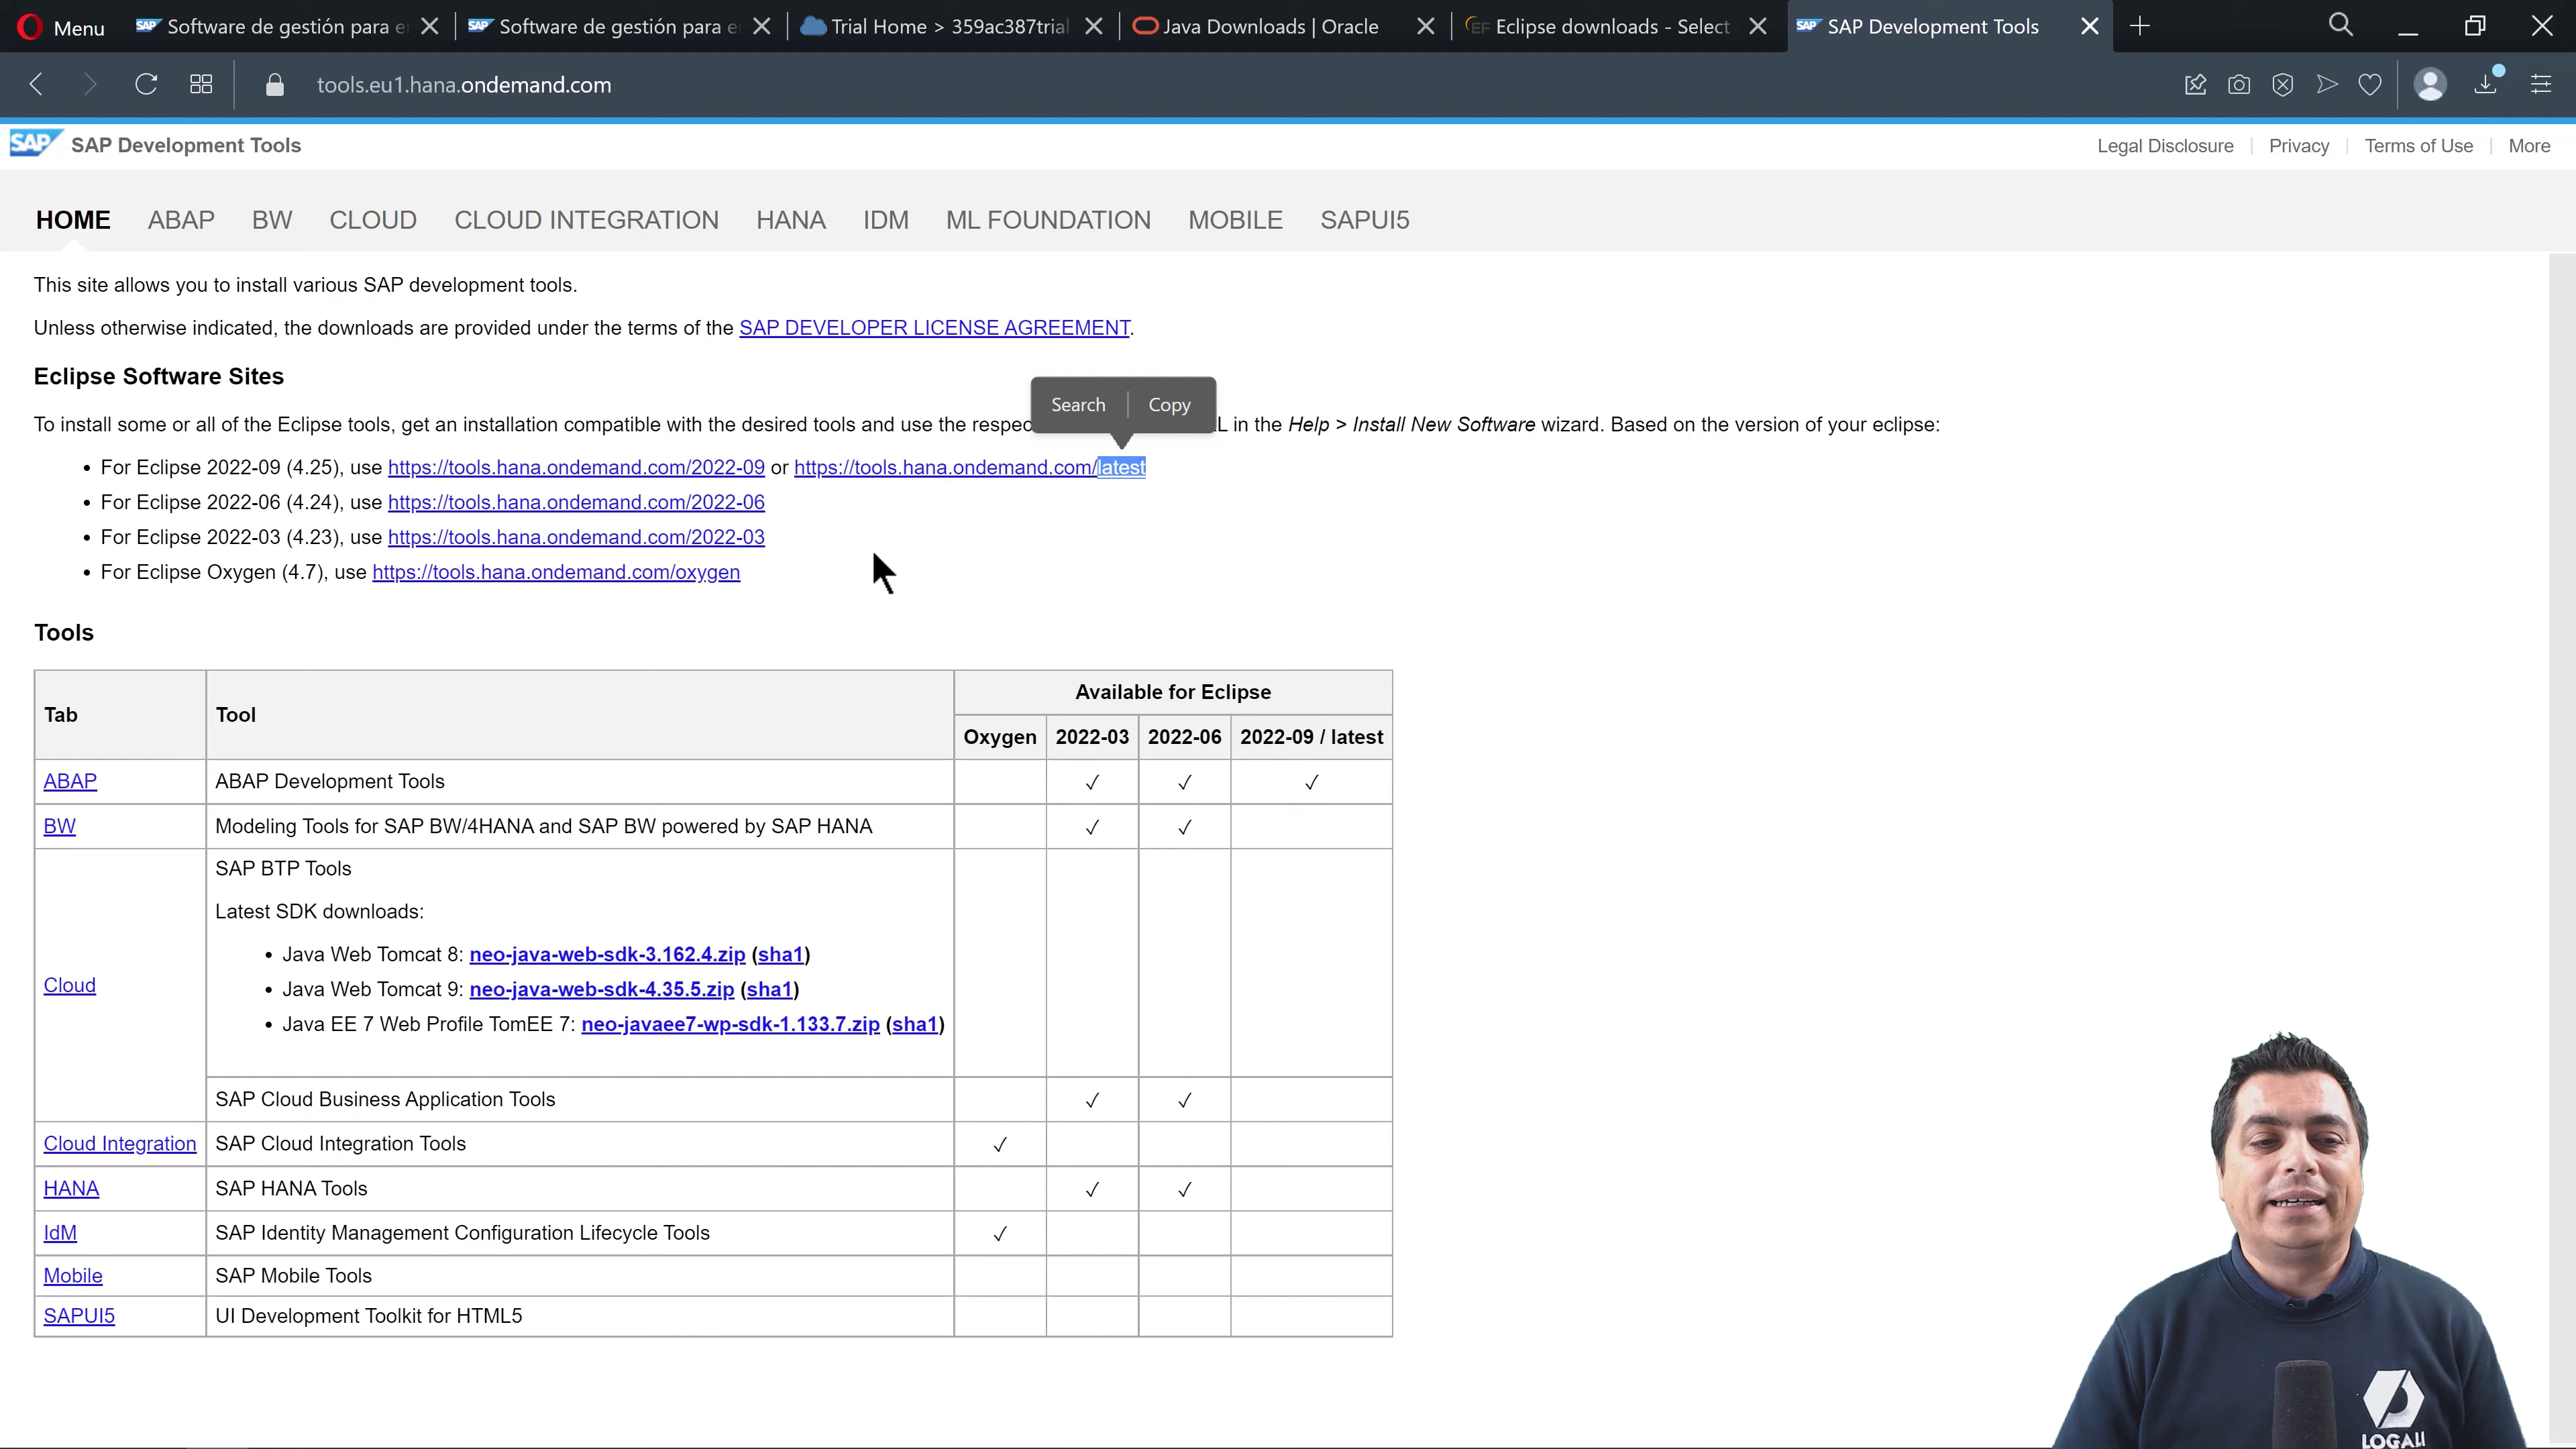 Menu
Software de gestión para e
Software de gestión para e
Trial Home > 359ac387trial
Java Downloads | Oracle
Eclipse downloads - Select
SAP Development Tools
tools.eu1.hana.ondemand.com
SAP SAP Development Tools
Legal Disclosure | Privacy | Terms of Use | More
HOME ABAP BW CLOUD CLOUD INTEGRATION HANA IDM ML FOUNDATION MOBILE SAPUI5
This site allows you to install various SAP development tools.
Unless otherwise indicated, the downloads are provided under the terms of the SAP DEVELOPER LICENSE AGREEMENT.
Eclipse Software Sites
Search | Copy
To install some or all of the Eclipse tools, get an installation compatible with the desired tools and use the respec L in the Help > Install New Software wizard. Based on the version of your eclipse:
• For Eclipse 2022-09 (4.25), use https://tools.hana.ondemand.com/2022-09 or https://tools.hana.ondemand.com/latest
• For Eclipse 2022-06 (4.24), use https://tools.hana.ondemand.com/2022-06
• For Eclipse 2022-03 (4.23), use https://tools.hana.ondemand.com/2022-03
• For Eclipse Oxygen (4.7), use https://tools.hana.ondemand.com/oxygen
Tools
Tab Tool Available for Eclipse
Oxygen 2022-03 2022-06 2022-09 / latest
ABAP ABAP Development Tools ✓ ✓ ✓
BW Modeling Tools for SAP BW/4HANA and SAP BW powered by SAP HANA ✓ ✓
SAP BTP Tools
Latest SDK downloads:
• Java Web Tomcat 8: neo-java-web-sdk-3.162.4.zip (sha1)
Cloud
• Java Web Tomcat 9: neo-java-web-sdk-4.35.5.zip (sha1)
• Java EE 7 Web Profile TomEE 7: neo-javaee7-wp-sdk-1.133.7.zip (sha1)
SAP Cloud Business Application Tools ✓ ✓
Cloud Integration SAP Cloud Integration Tools ✓
HANA SAP HANA Tools ✓ ✓
IdM SAP Identity Management Configuration Lifecycle Tools ✓
Mobile SAP Mobile Tools
SAPUI5 UI Development Toolkit for HTML5
LOGALI